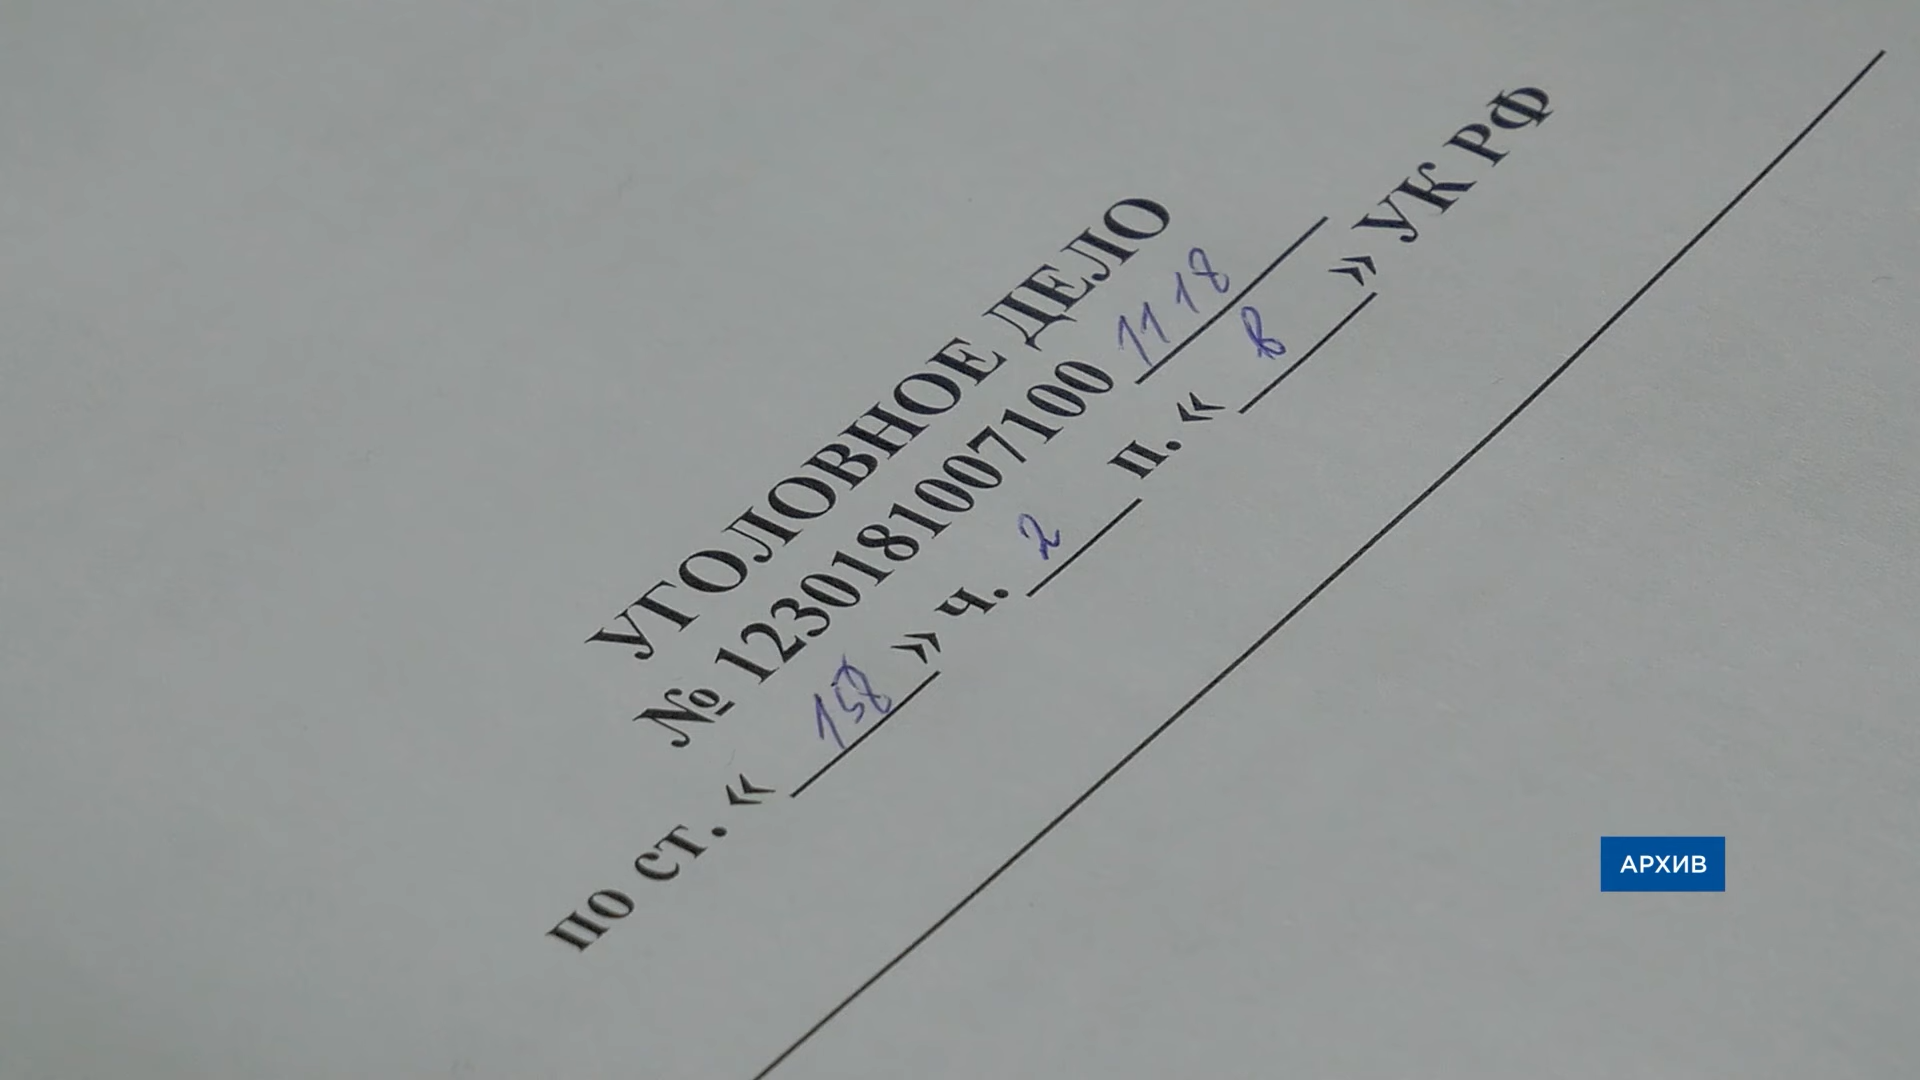 УГОЛОВНОЕ ДЕЛО
№ 12301810071001118
по ст. «158» ч. 2 п. «в» УК РФ
АРХИВ